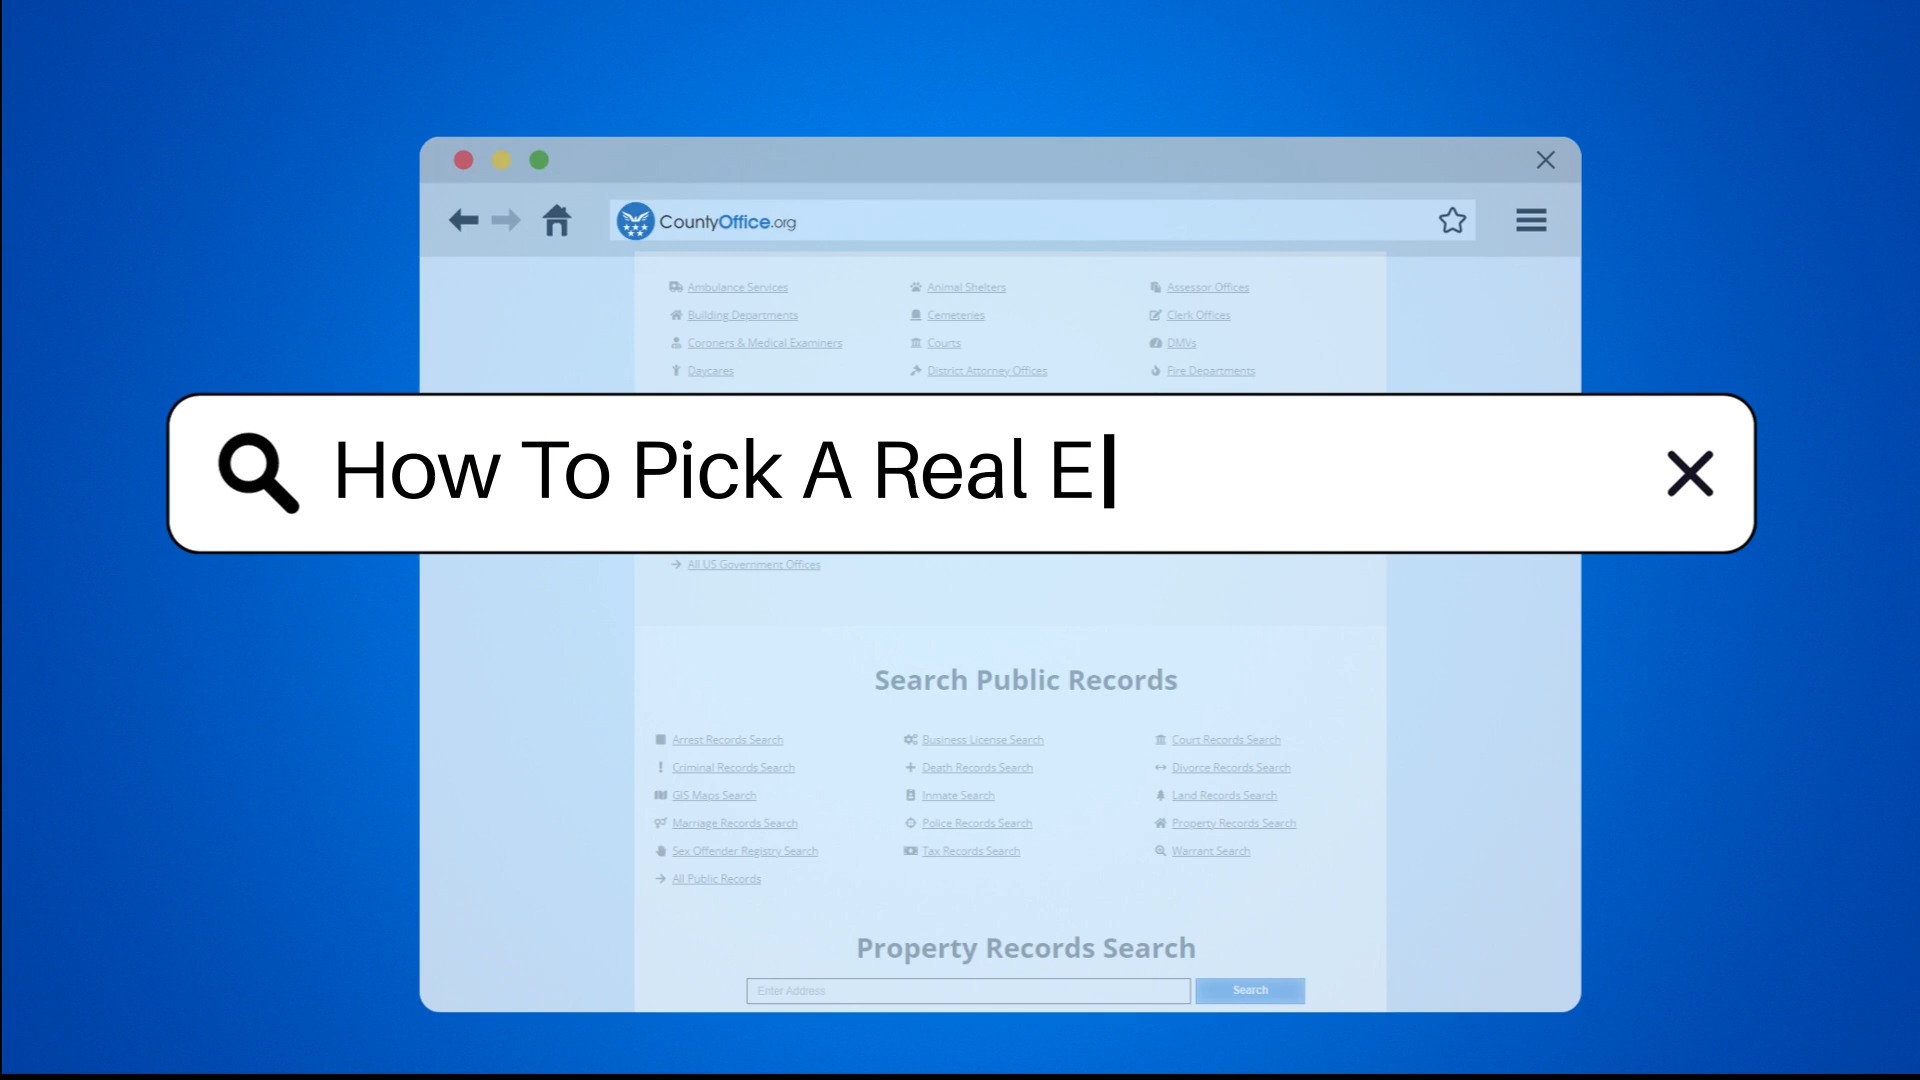 CountyOffice.org
Ambulance Services Animal Shelters Assessor Offices
Building Departments Cemeteries Clerk Offices
Coroners & Medical Examiners Courts DMVs
Daycares District Attorney Offices Fire Departments
How To Pick A Real E
All US Government Offices
Search Public Records
Arrest Records Search Business License Search Court Records Search
Criminal Records Search Death Records Search Divorce Records Search
GIS Maps Search Inmate Search Land Records Search
Marriage Records Search Police Records Search Property Records Search
Sex Offender Registry Search Tax Records Search Warrant Search
All Public Records
Property Records Search
Enter Address Search